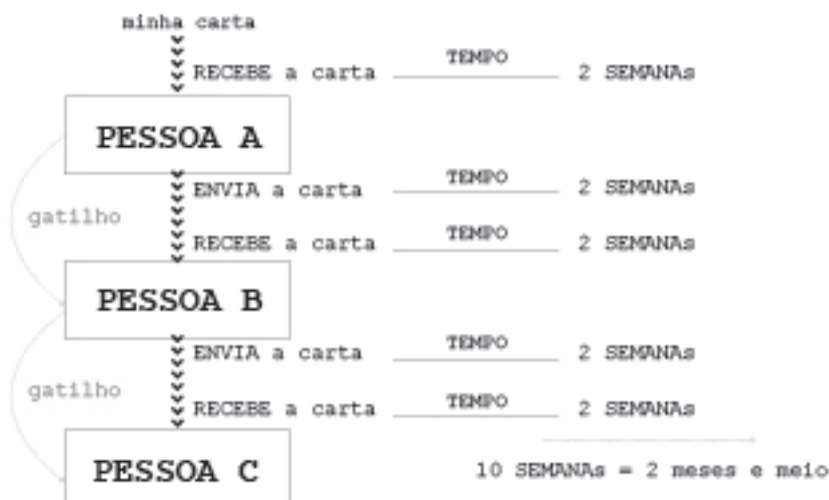 minha carta
RECEBE a carta TEMPO 2 SEMANAs
PESSOA A
ENVIA a carta TEMPO 2 SEMANAs
gatilho
RECEBE a carta TEMPO 2 SEMANAs
PESSOA B
ENVIA a carta TEMPO 2 SEMANAs
gatilho
RECEBE a carta TEMPO 2 SEMANAs
PESSOA C
10 SEMANAs = 2 meses e meio